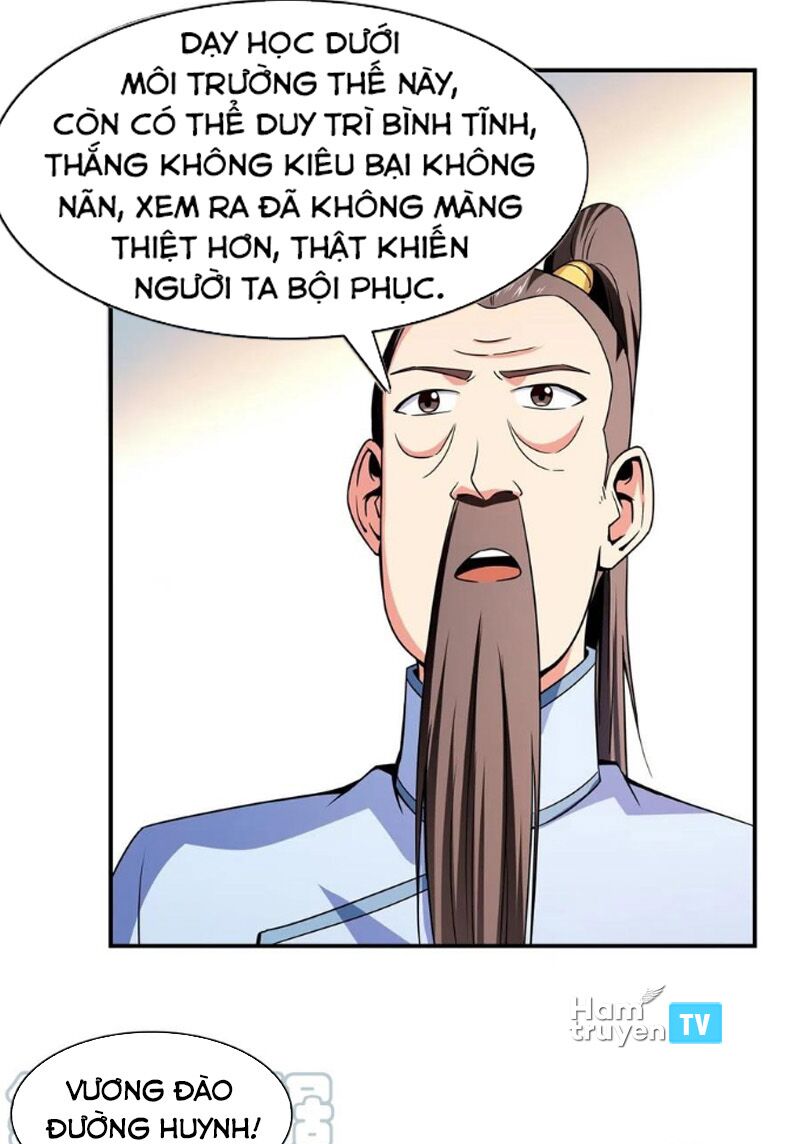 DẠY HỌC DƯỚI
MÔI TRƯỜNG THẾ NÀY,
CÒN CÓ THỂ DUY TRÌ BÌNH TĨNH,
THẮNG KHÔNG KIÊU BẠI KHÔNG
NÃN, XEM RA ĐÃ KHÔNG MÀNG
THIỆT HƠN, THẬT KHIẾN
NGƯỜI TA BỘI PHỤC.
Ham
truyen TV
VƯƠNG ĐÀO
ĐƯỜNG HUYNH!